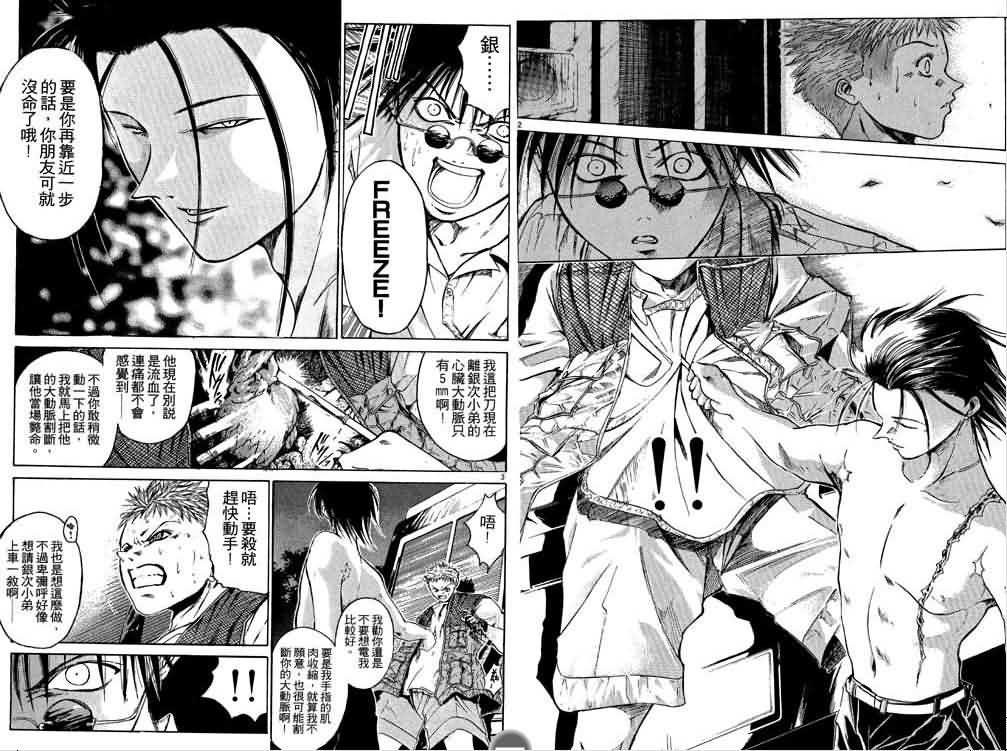 2
!!
銀……
FREEZE!
要是你再靠近一步
的話,你朋友可就
沒命了哦!
我這把刀現在
離銀次小弟的
心臟大動脈只
有5mm啊!
他現在別說
是流血了,
連痛都不會
感覺到——
不過你敢稍微
動一下的話,
我就馬上把他
的大動脈割斷,
讓他當場斃命。
3
唔!
我勸你還是
不要想電我
比較好。
要是我手指的肌
肉收縮,就算我不
願意,也很可能割
斷你的大動脈啊!
唔…要殺就
趕快動手!
我也是想這麼做,
不過卑彌呼好像
想請銀次小弟
上車一敘啊——
!!